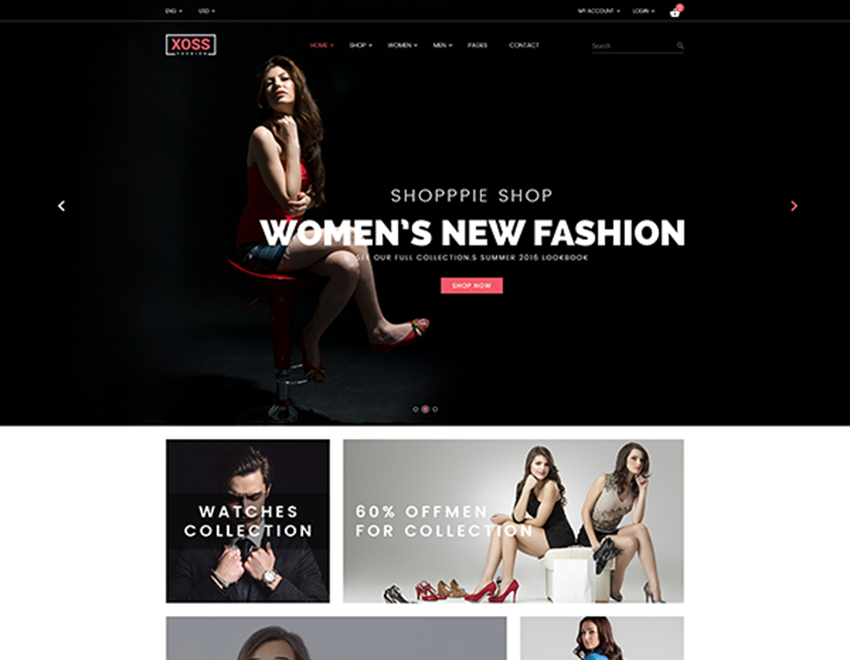 ENG
USD
MY ACCOUNT
LOGIN
XOSS
FASHION
HOME
SHOP
WOMEN
MEN
PAGES
CONTACT
Search
SHOPPPIE SHOP
WOMEN'S NEW FASHION
SEE OUR FULL COLLECTION.S SUMMER 2016 LOOKBOOK
SHOP NOW
WATCHES
COLLECTION
60% OFFMEN
FOR COLLECTION